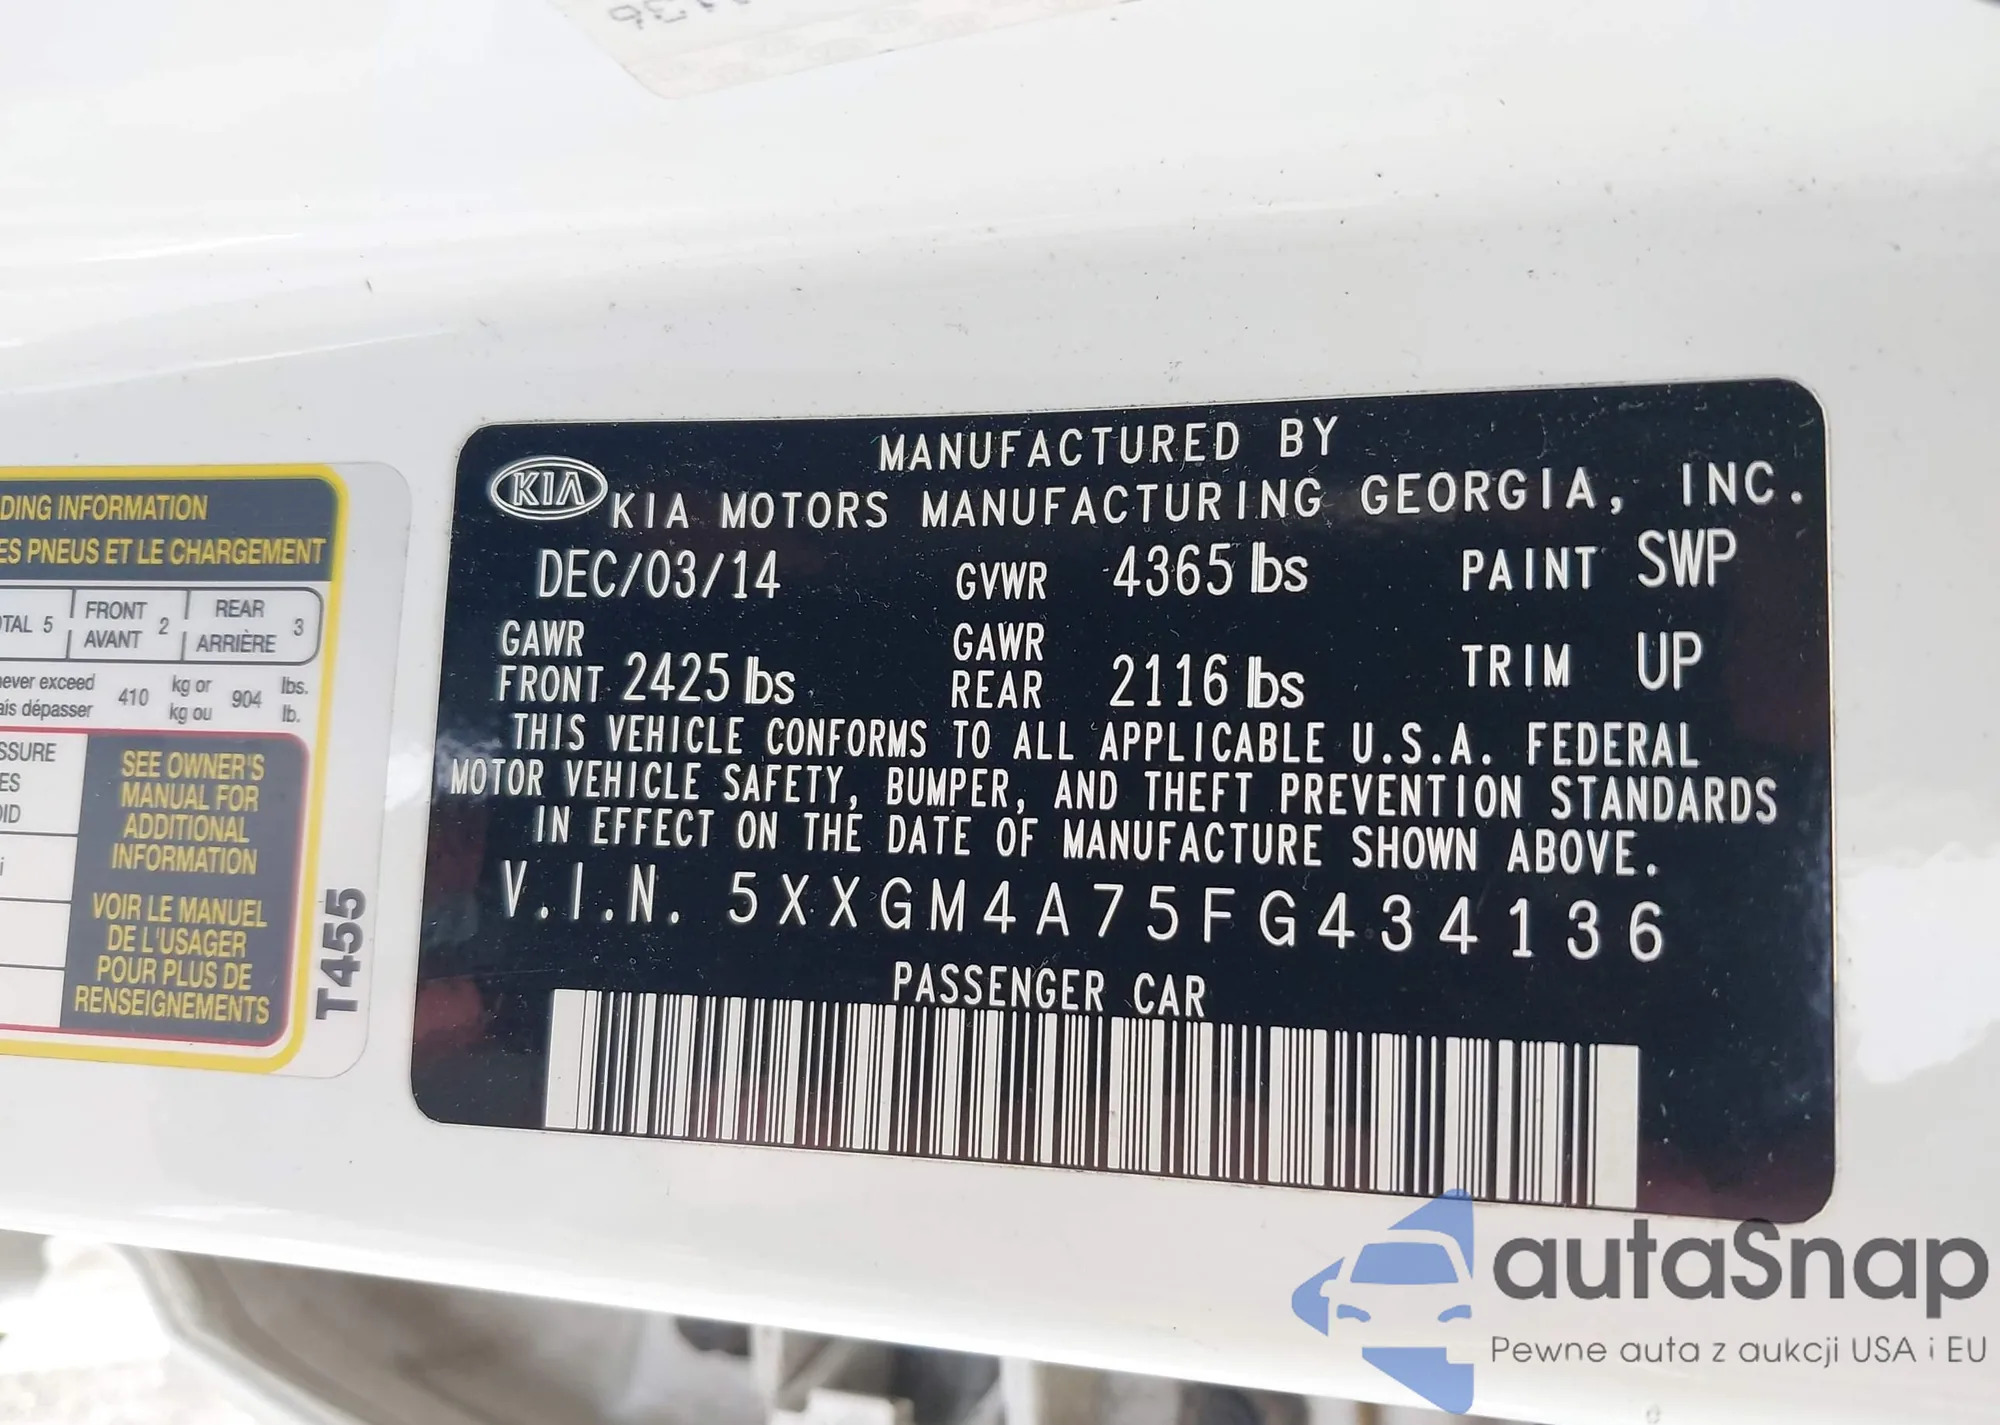 DING INFORMATION
ES PNEUS ET LE CHARGEMENT
TAL 5 FRONT AVANT 2 REAR ARRIÈRE 3
never exceed
ais dépasser
410 kg or kg ou 904 lbs. lb.
SSURE
ES
OID
i
SEE OWNER'S
MANUAL FOR
ADDITIONAL
INFORMATION
VOIR LE MANUEL
DE L'USAGER
POUR PLUS DE
RENSEIGNEMENTS
T455
MANUFACTURED BY
KIA KIA MOTORS MANUFACTURING GEORGIA, INC.
DEC/03/14 GVWR 4365 lbs PAINT SWP
GAWR FRONT 2425 lbs GAWR REAR 2116 lbs TRIM UP
THIS VEHICLE CONFORMS TO ALL APPLICABLE U.S.A. FEDERAL
MOTOR VEHICLE SAFETY, BUMPER, AND THEFT PREVENTION STANDARDS
IN EFFECT ON THE DATE OF MANUFACTURE SHOWN ABOVE.
V.I.N. 5XXGM4A75FG434136
PASSENGER CAR
autaSnap
Pewne auta z aukcji USA i EU